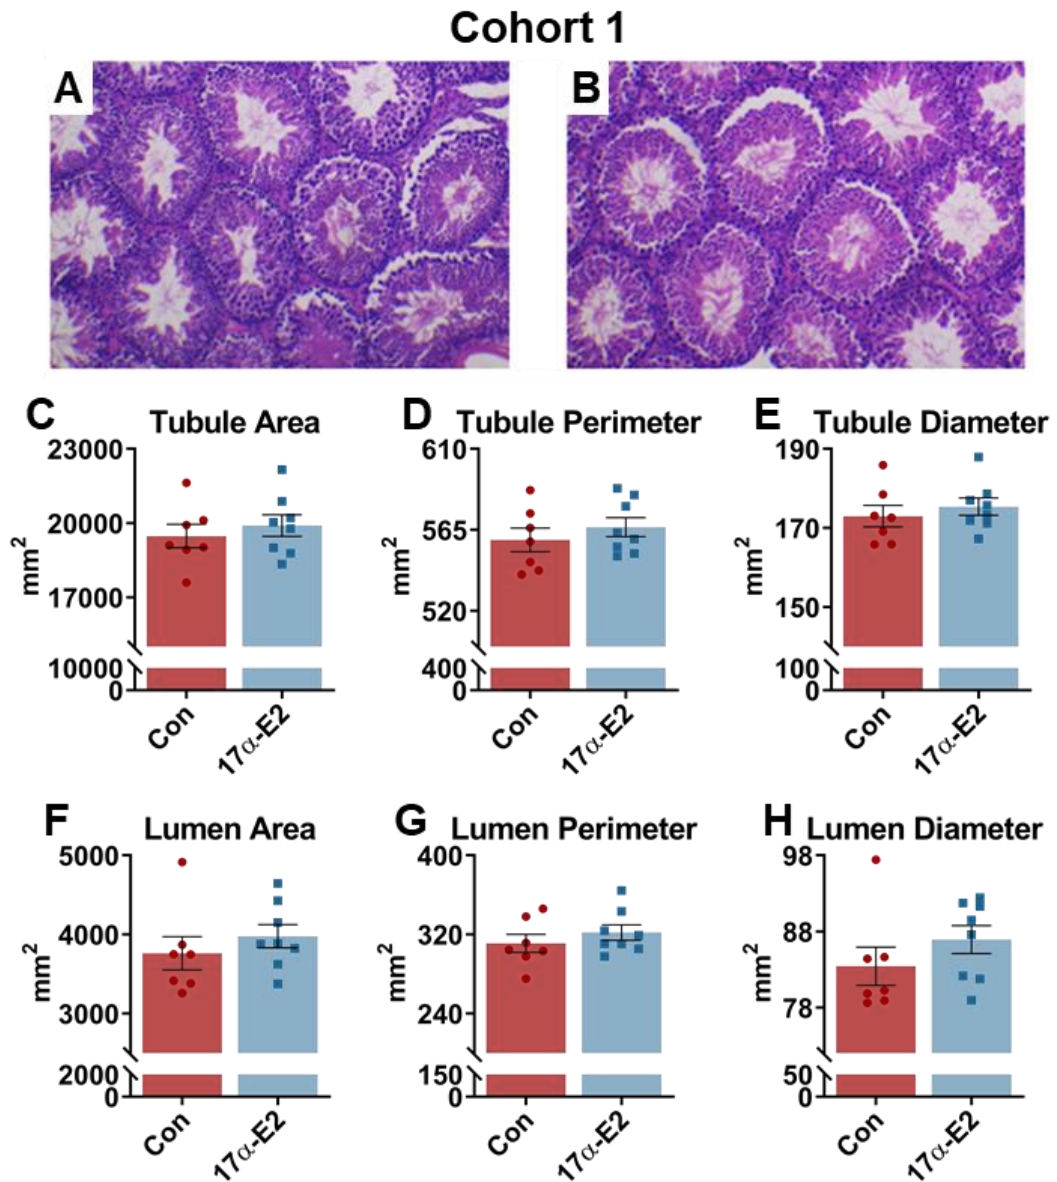 Cohort 1
A
B
C
Tubule Area
D
Tubule Perimeter
E
Tubule Diameter
23000
20000
17000
10000
0
mm²
Con
17α-E2
610
565
520
400
0
mm²
Con
17α-E2
190
170
150
100
0
mm²
Con
17α-E2
F
Lumen Area
G
Lumen Perimeter
H
Lumen Diameter
5000
4000
3000
2000
0
mm²
Con
17α-E2
400
320
240
150
0
mm²
Con
17α-E2
98
88
78
50
0
mm²
Con
17α-E2